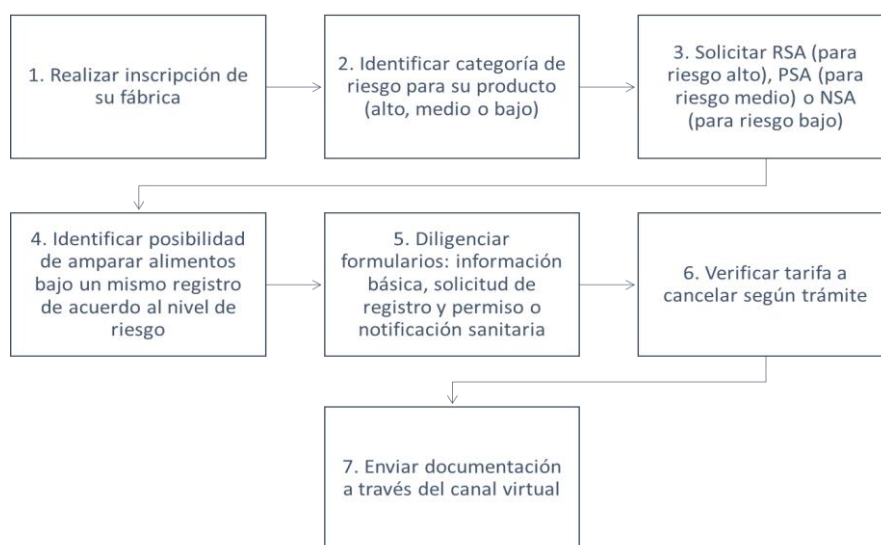 1. Realizar inscripción de
su fábrica
2. Identificar categoría de
riesgo para su producto
(alto, medio o bajo)
3. Solicitar RSA (para
riesgo alto), PSA (para
riesgo medio) o NSA
(para riesgo bajo)
4. Identificar posibilidad
de amparar alimentos
bajo un mismo registro
de acuerdo al nivel de
riesgo
5. Diligenciar
formularios: información
básica, solicitud de
registro y permiso o
notificación sanitaria
6. Verificar tarifa a
cancelar según trámite
7. Enviar documentación
a través del canal virtual